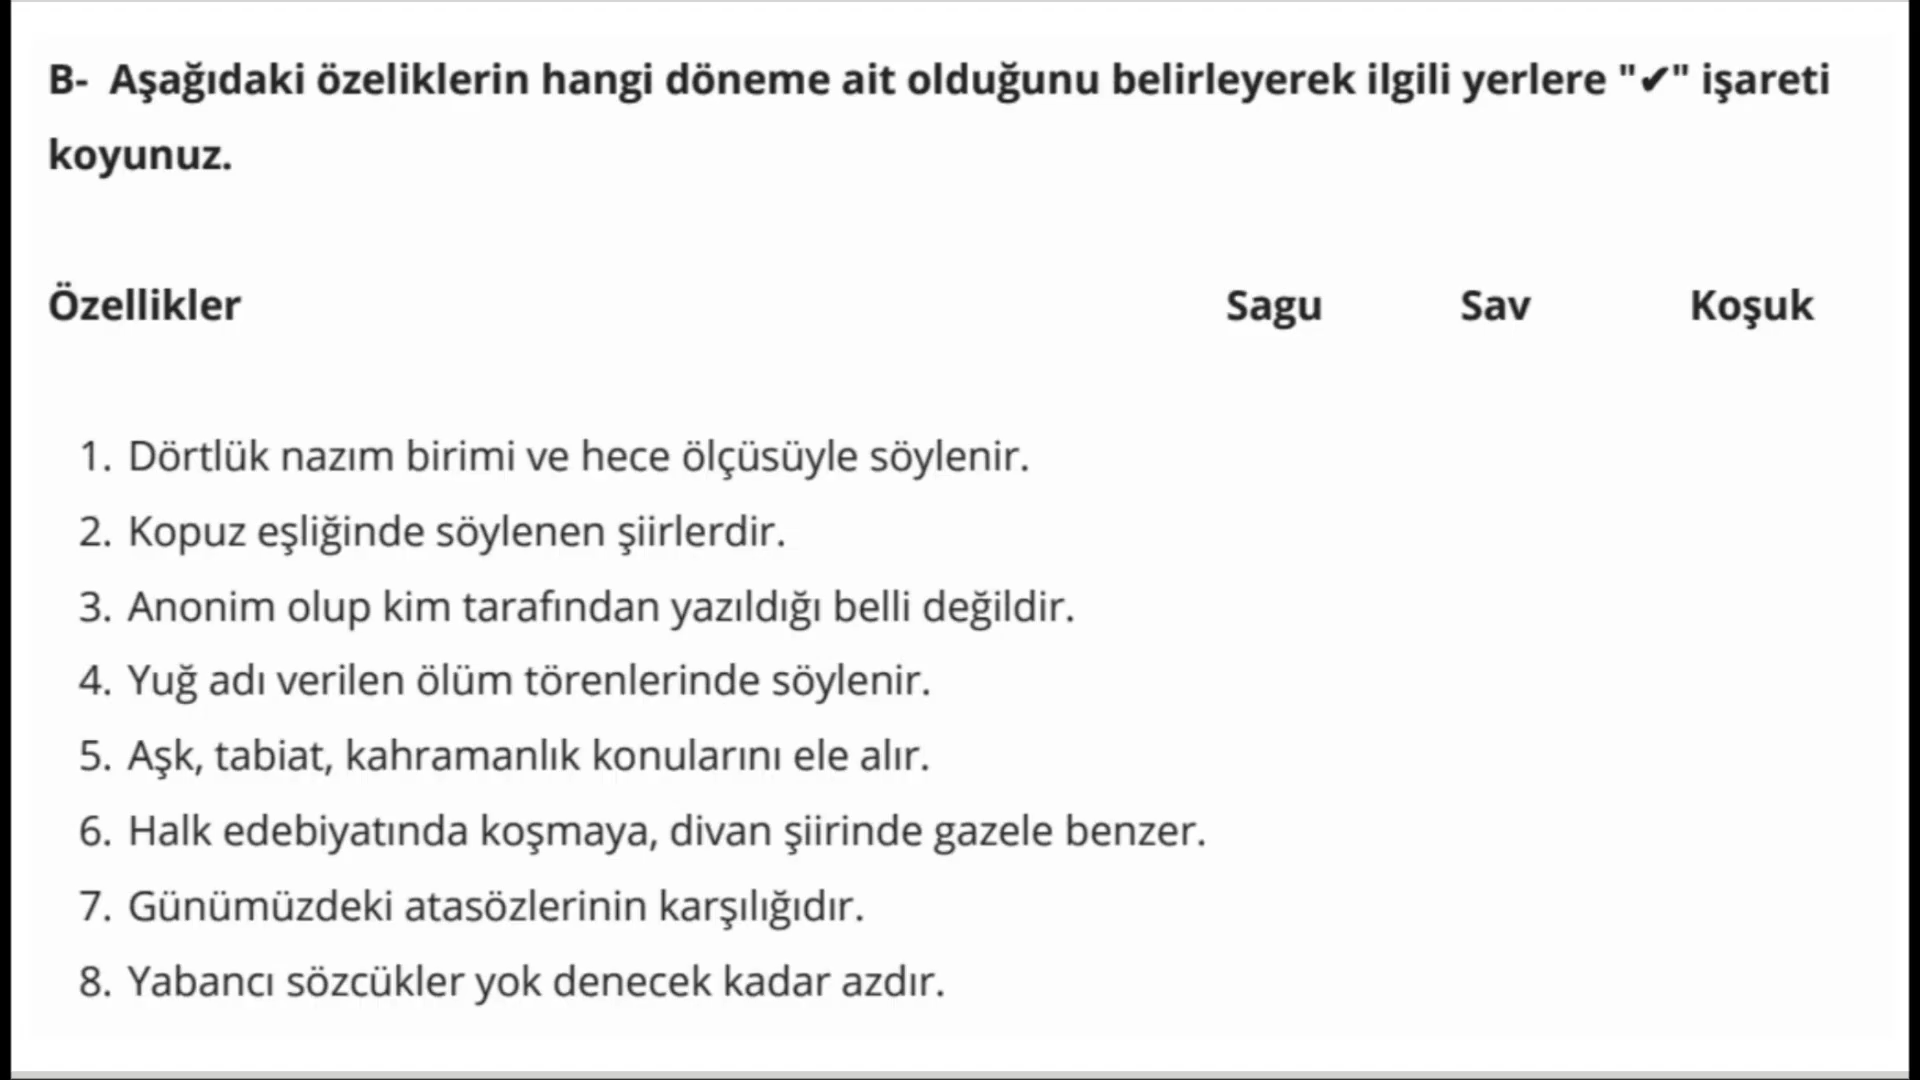 B- Aşağıdaki özeliklerin hangi döneme ait olduğunu belirleyerek ilgili yerlere "✔" işareti
koyunuz.
Özellikler Sagu Sav Koşuk
1. Dörtlük nazım birimi ve hece ölçüsüyle söylenir.
2. Kopuz eşliğinde söylenen şiirlerdir.
3. Anonim olup kim tarafından yazıldığı belli değildir.
4. Yuğ adı verilen ölüm törenlerinde söylenir.
5. Aşk, tabiat, kahramanlık konularını ele alır.
6. Halk edebiyatında koşmaya, divan şiirinde gazele benzer.
7. Günümüzdeki atasözlerinin karşılığıdır.
8. Yabancı sözcükler yok denecek kadar azdır.